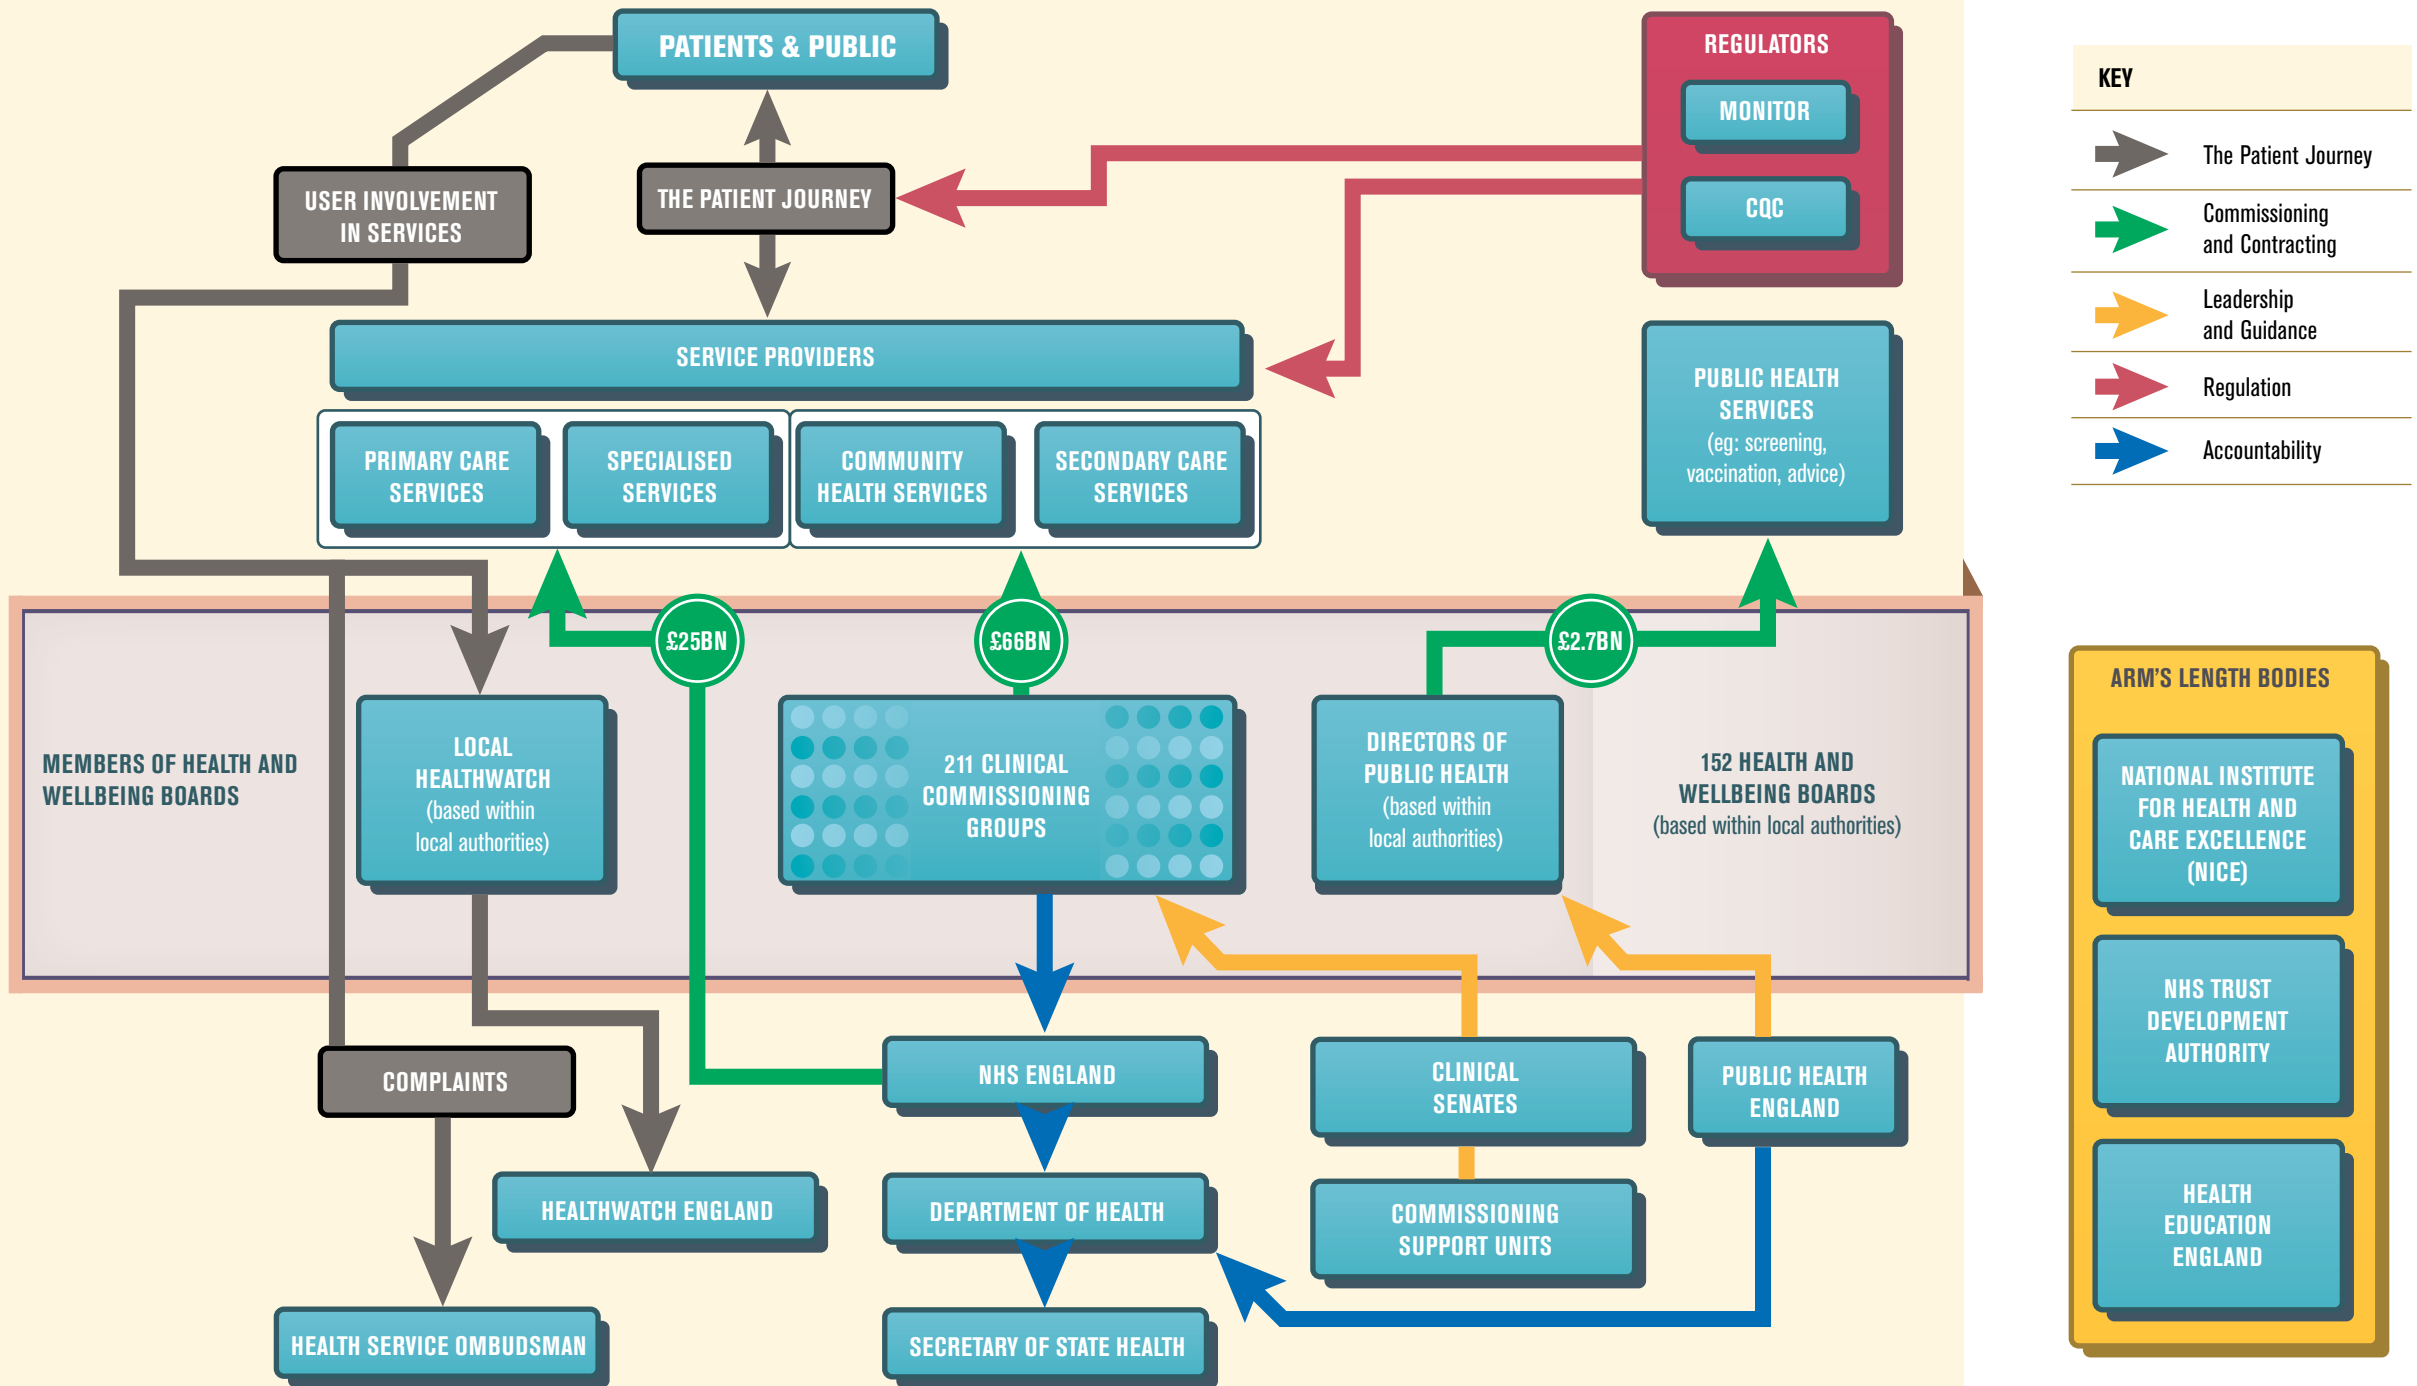 PATIENTS & PUBLIC
REGULATORS
MONITOR
CQC
USER INVOLVEMENT
IN SERVICES
THE PATIENT JOURNEY
SERVICE PROVIDERS
PRIMARY CARE
SERVICES
SPECIALISED
SERVICES
COMMUNITY
HEALTH SERVICES
SECONDARY CARE
SERVICES
PUBLIC HEALTH
SERVICES
(eg: screening,
vaccination, advice)
£25BN
£66BN
£2.7BN
MEMBERS OF HEALTH AND
WELLBEING BOARDS
LOCAL
HEALTHWATCH
(based within
local authorities)
211 CLINICAL
COMMISSIONING
GROUPS
DIRECTORS OF
PUBLIC HEALTH
(based within
local authorities)
152 HEALTH AND
WELLBEING BOARDS
(based within local authorities)
COMPLAINTS
NHS ENGLAND
CLINICAL
SENATES
PUBLIC HEALTH
ENGLAND
HEALTHWATCH ENGLAND
DEPARTMENT OF HEALTH
COMMISSIONING
SUPPORT UNITS
HEALTH SERVICE OMBUDSMAN
SECRETARY OF STATE HEALTH
KEY
The Patient Journey
Commissioning
and Contracting
Leadership
and Guidance
Regulation
Accountability
ARM'S LENGTH BODIES
NATIONAL INSTITUTE
FOR HEALTH AND
CARE EXCELLENCE
(NICE)
NHS TRUST
DEVELOPMENT
AUTHORITY
HEALTH
EDUCATION
ENGLAND